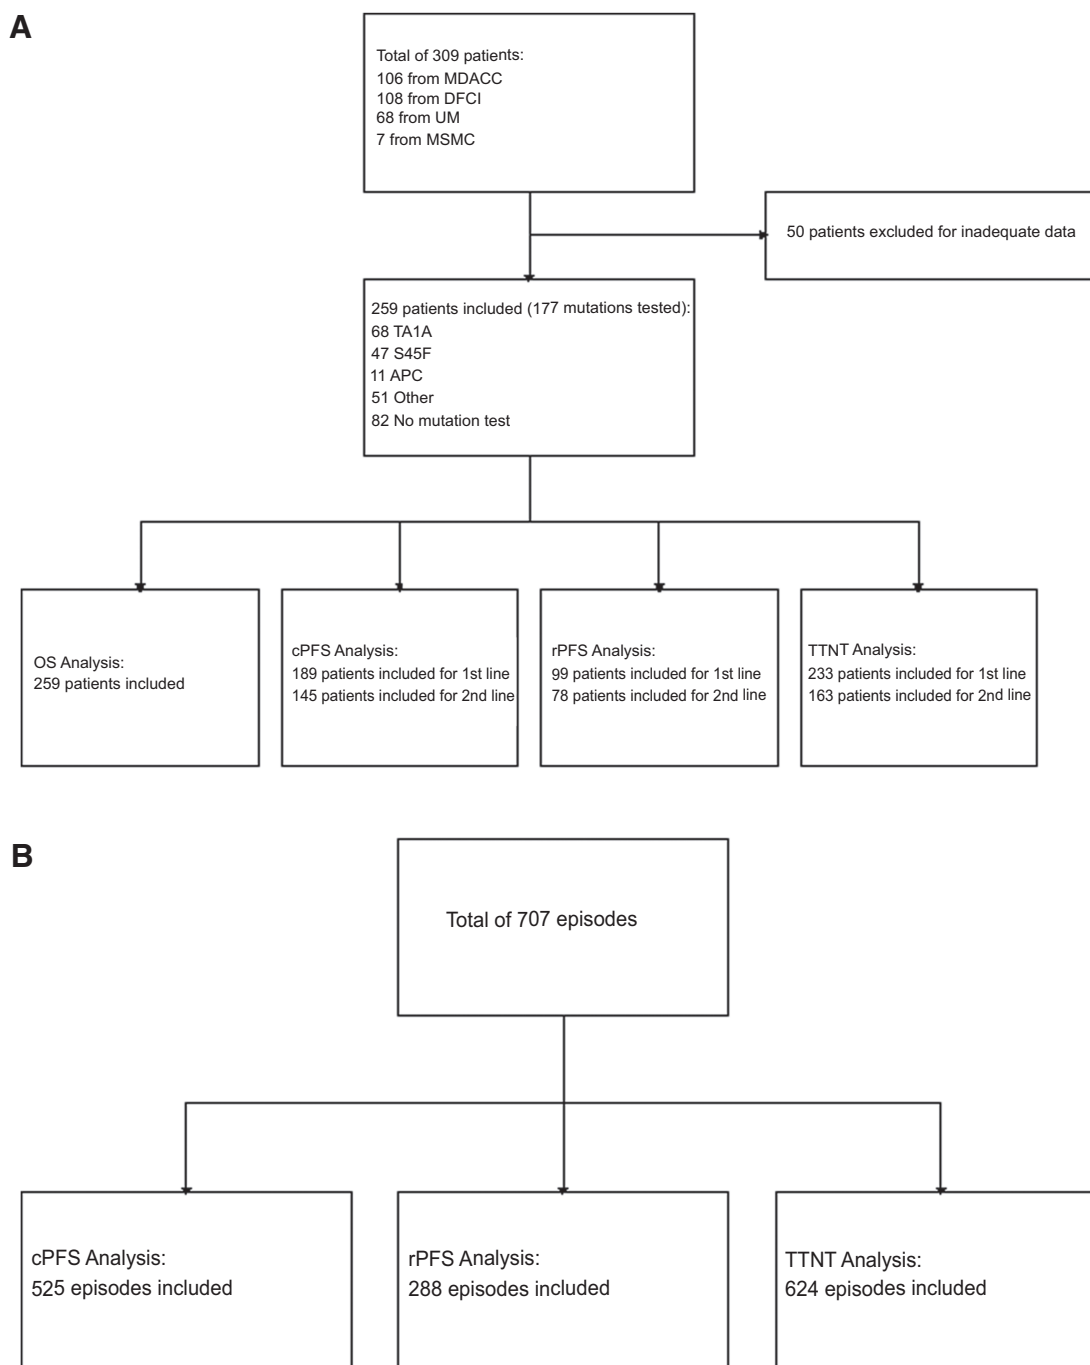 A
Total of 309 patients:
106 from MDACC
108 from DFCI
68 from UM
7 from MSMC
50 patients excluded for inadequate data
259 patients included (177 mutations tested):
68 TA1A
47 S45F
11 APC
51 Other
82 No mutation test
OS Analysis:
259 patients included
cPFS Analysis:
189 patients included for 1st line
145 patients included for 2nd line
rPFS Analysis:
99 patients included for 1st line
78 patients included for 2nd line
TTNT Analysis:
233 patients included for 1st line
163 patients included for 2nd line
B
Total of 707 episodes
cPFS Analysis:
525 episodes included
rPFS Analysis:
288 episodes included
TTNT Analysis:
624 episodes included